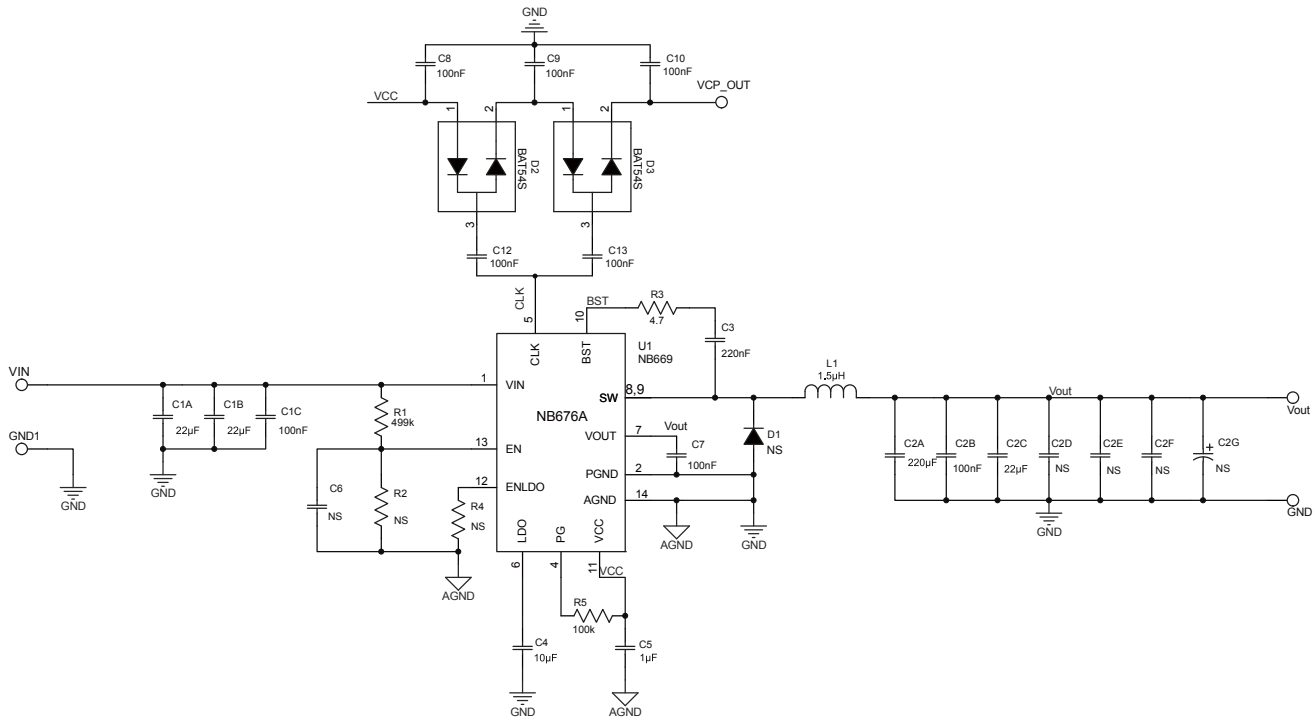 GND
C8
100nF
C9
100nF
C10
100nF
VCC
VCP_OUT
1
2
1
2
D2
BAT54S
D3
BAT54S
3
3
C12
100nF
C13
100nF
CLK
5
BST
10
R3
4.7
C3
220nF
CLK
BST
U1
NB669
NB676A
VIN
1
VIN
C1A
22µF
C1B
22µF
C1C
100nF
GND
GND1
GND
R1
499k
13
EN
C6
NS
R2
NS
12
ENLDO
R4
NS
AGND
SW
8,9
VOUT
7
Vout
C7
100nF
PGND
2
AGND
14
AGND
D1
NS
GND
L1
1.5µH
Vout
Vout
C2A
220µF
C2B
100nF
C2C
22µF
C2D
NS
C2E
NS
C2F
NS
+
C2G
NS
GND
GND
LDO
PG
VCC
6
4
11
VCC
R5
100k
C4
10µF
GND
C5
1µF
AGND